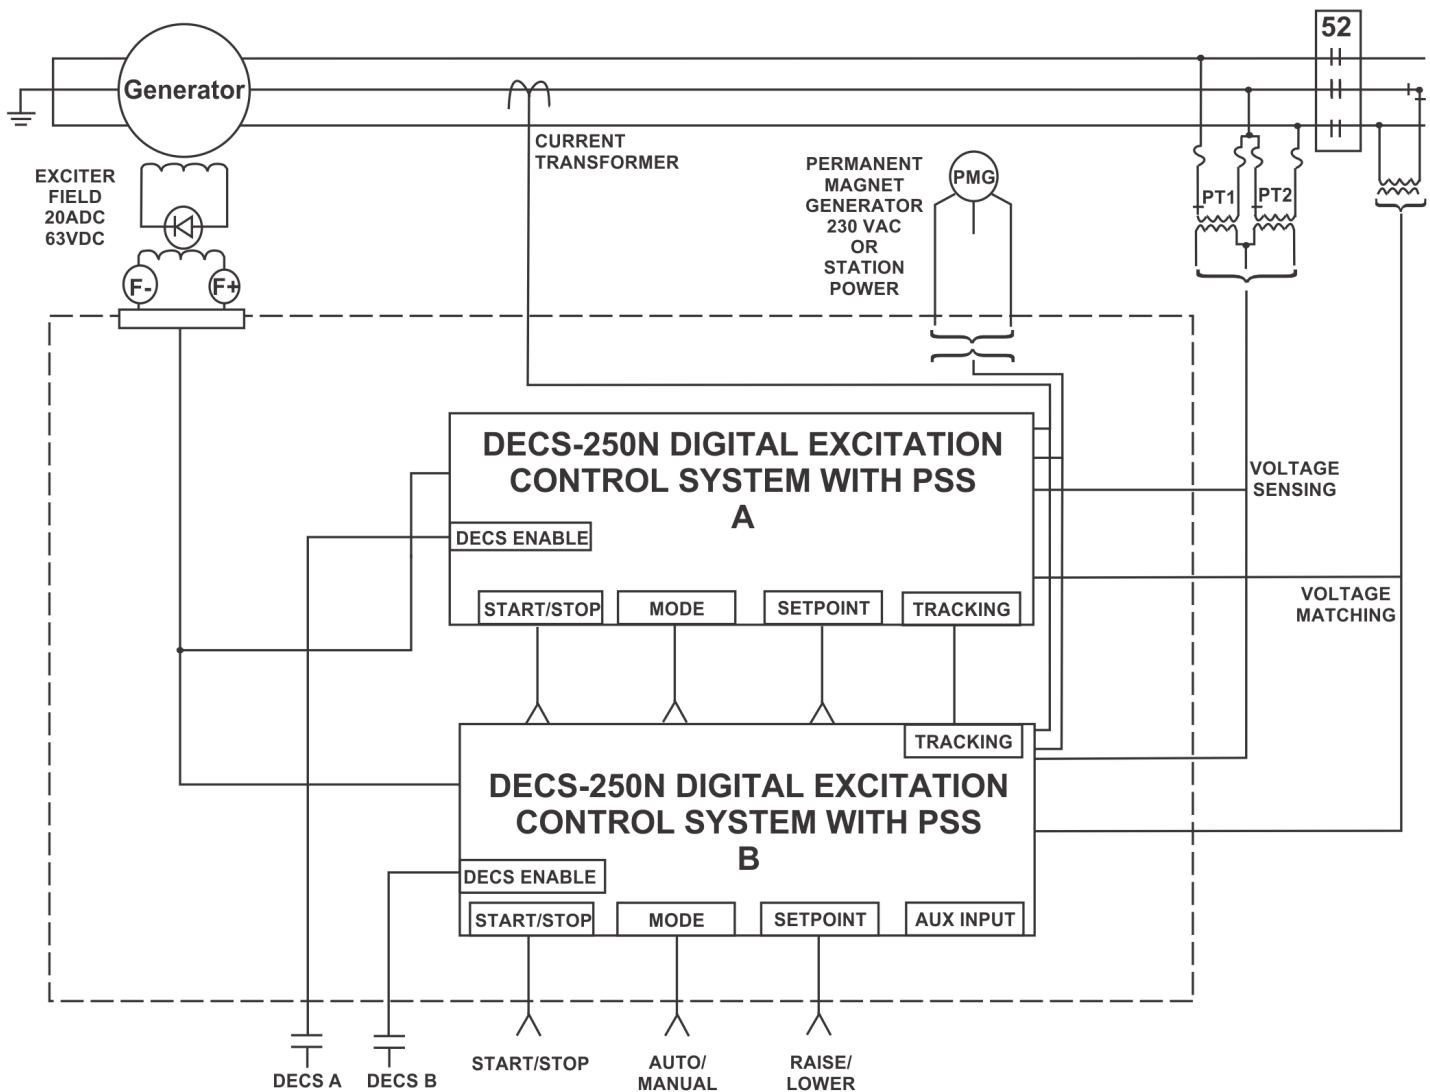 52
Generator
CURRENT
TRANSFORMER
EXCITER
FIELD
20ADC
63VDC
F-
F+
PERMANENT
MAGNET
GENERATOR
230 VAC
OR
STATION
POWER
PMG
PT1
PT2
DECS-250N DIGITAL EXCITATION
CONTROL SYSTEM WITH PSS
A
DECS ENABLE
START/STOP
MODE
SETPOINT
TRACKING
VOLTAGE
SENSING
VOLTAGE
MATCHING
TRACKING
DECS-250N DIGITAL EXCITATION
CONTROL SYSTEM WITH PSS
B
DECS ENABLE
START/STOP
MODE
SETPOINT
AUX INPUT
DECS A
DECS B
START/STOP
AUTO/
MANUAL
RAISE/
LOWER